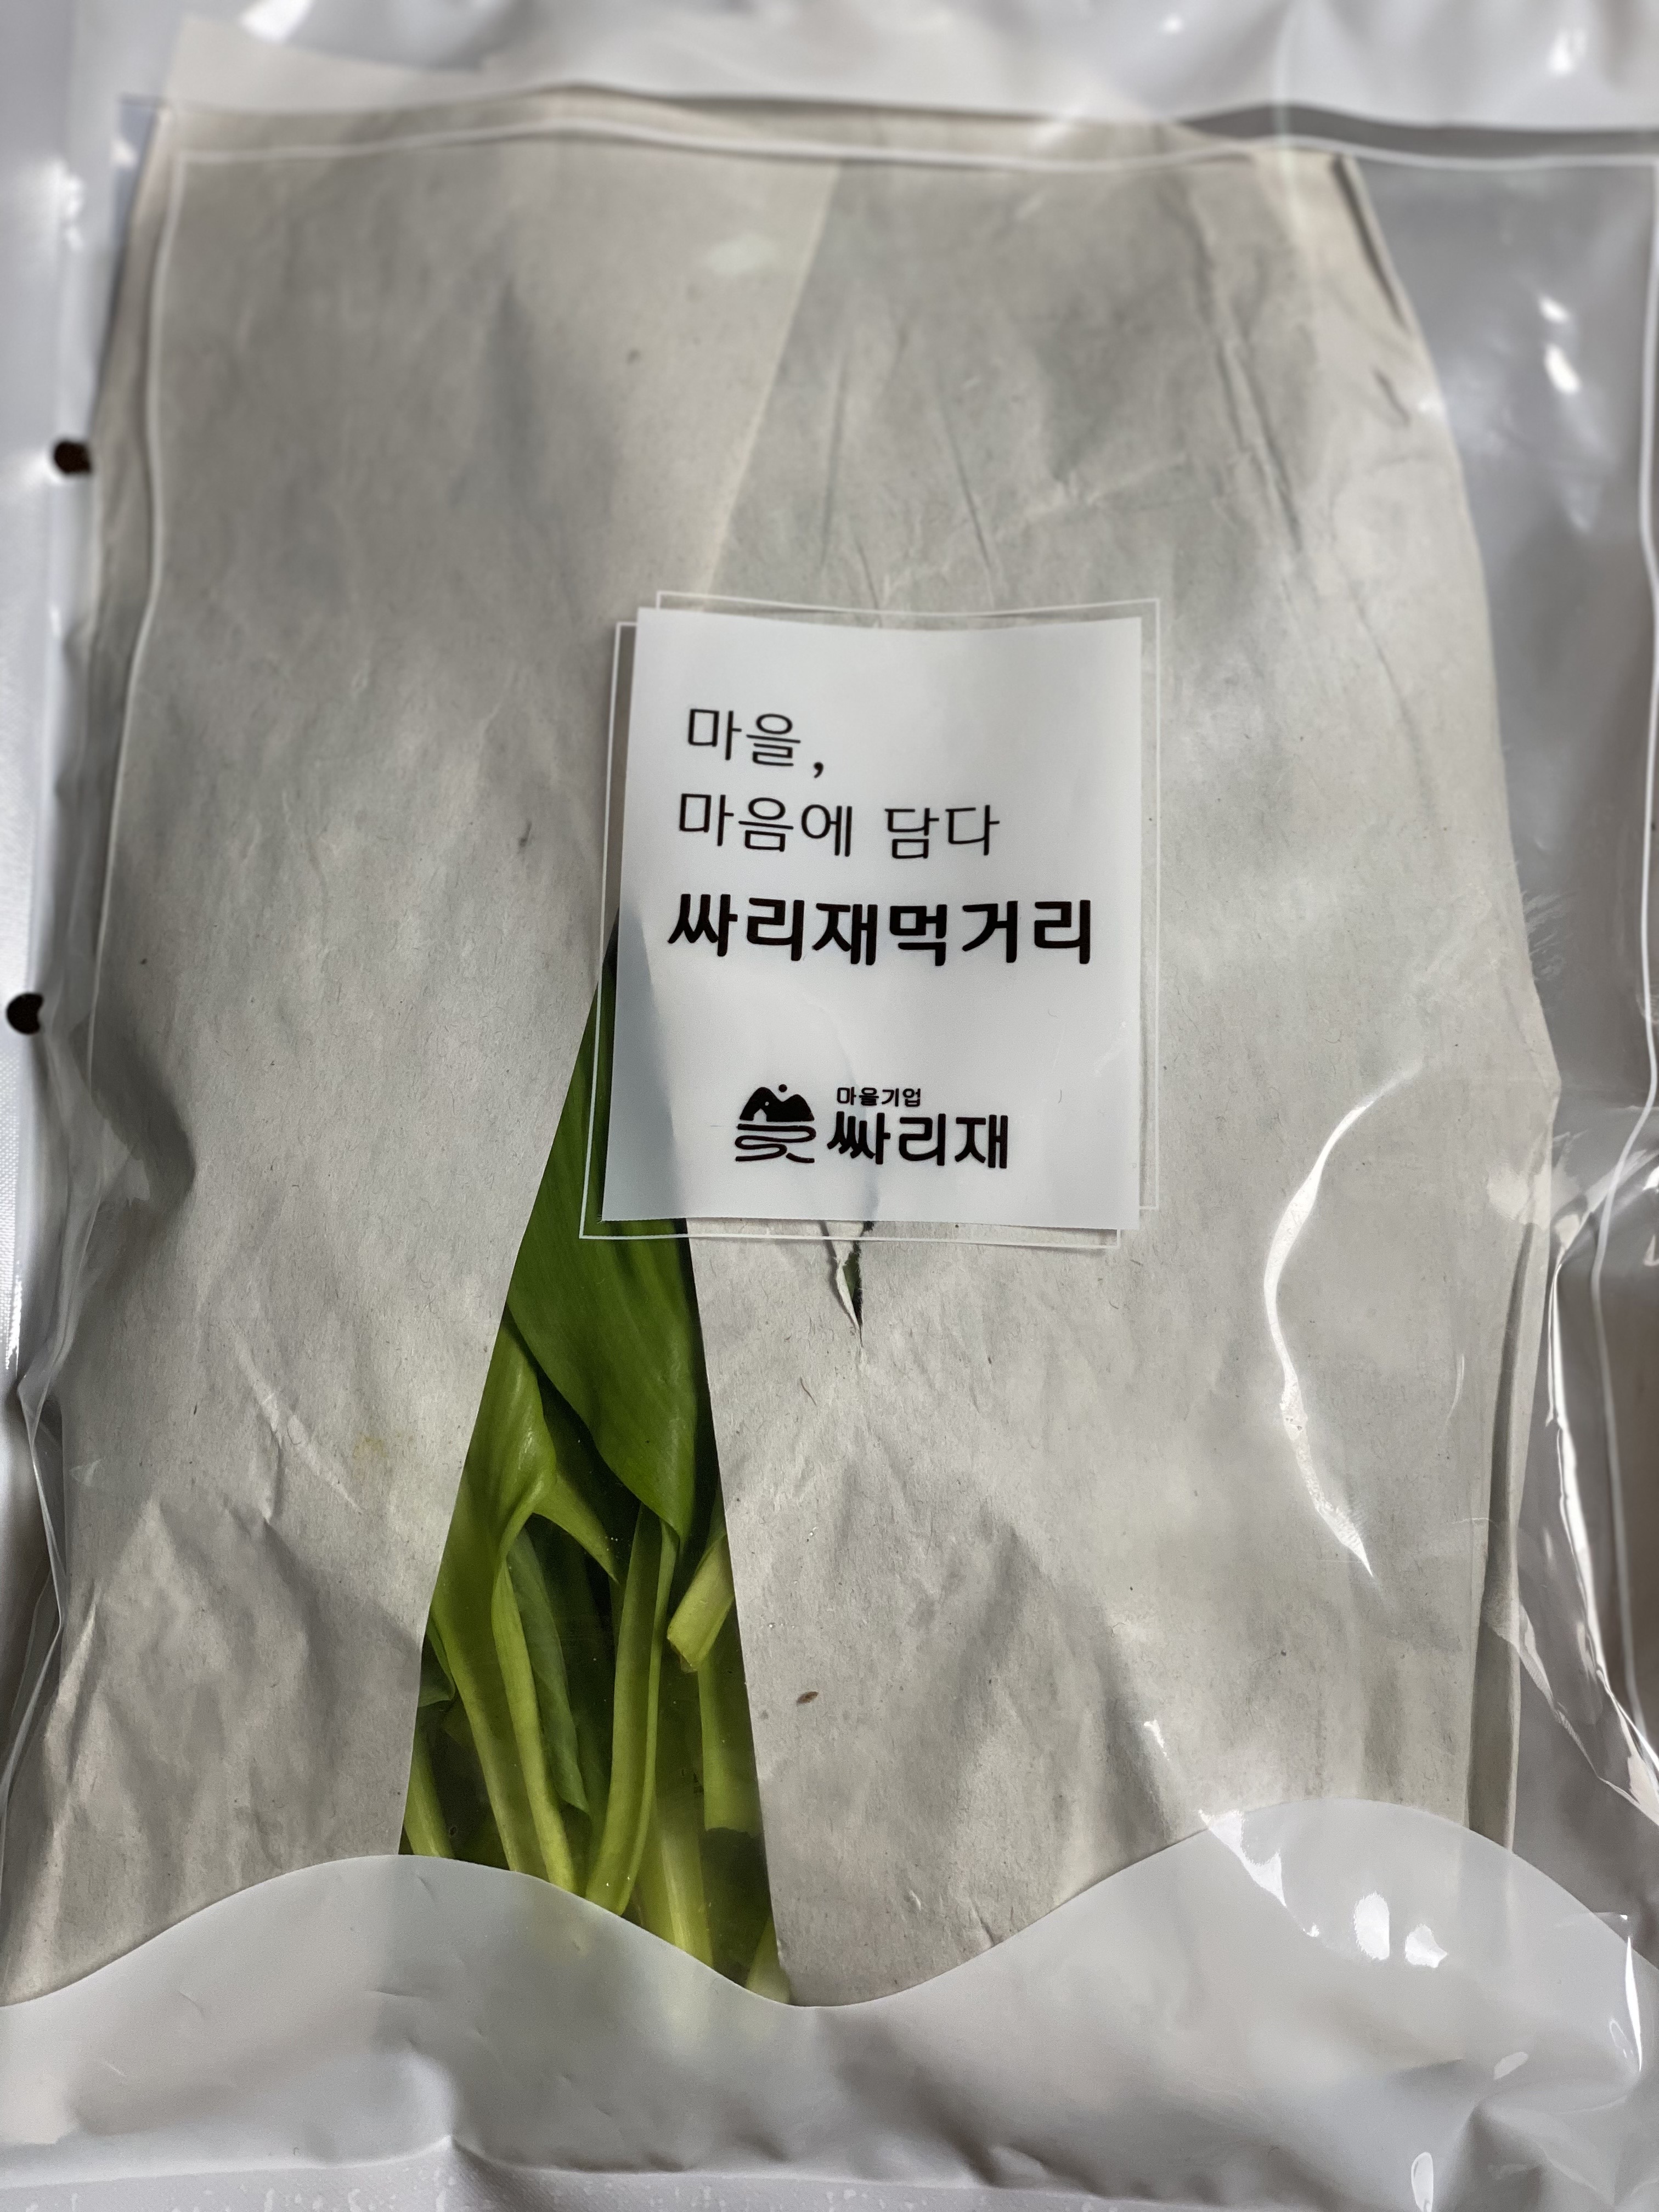 마을,
마음에 담다
싸리재먹거리
마을기업
싸리재